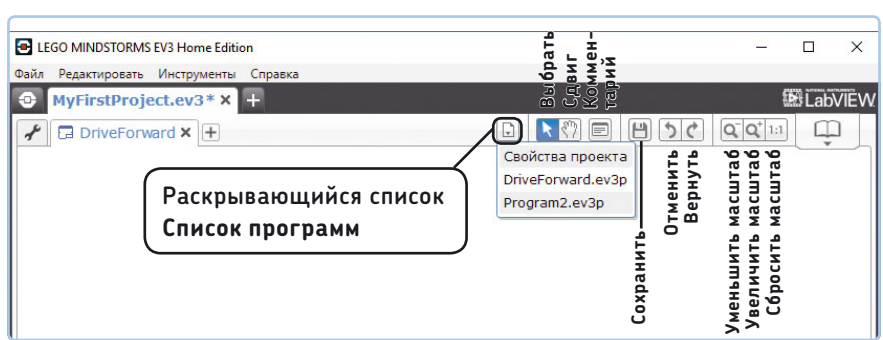 LEGO MINDSTORMS EV3 Home Edition
Файл Редактировать Инструменты Справка
Выбрать
Сдвиг
Коммен-
тарий
MyFirstProject.ev3* × +
NATIONAL INSTRUMENTS
LabVIEW
DriveForward × +
1:1
Свойства проекта
DriveForward.ev3p
Program2.ev3p
Раскрывающийся список
Список программ
Сохранить
Отменить
Вернуть
Уменьшить масштаб
Увеличить масштаб
Сбросить масштаб